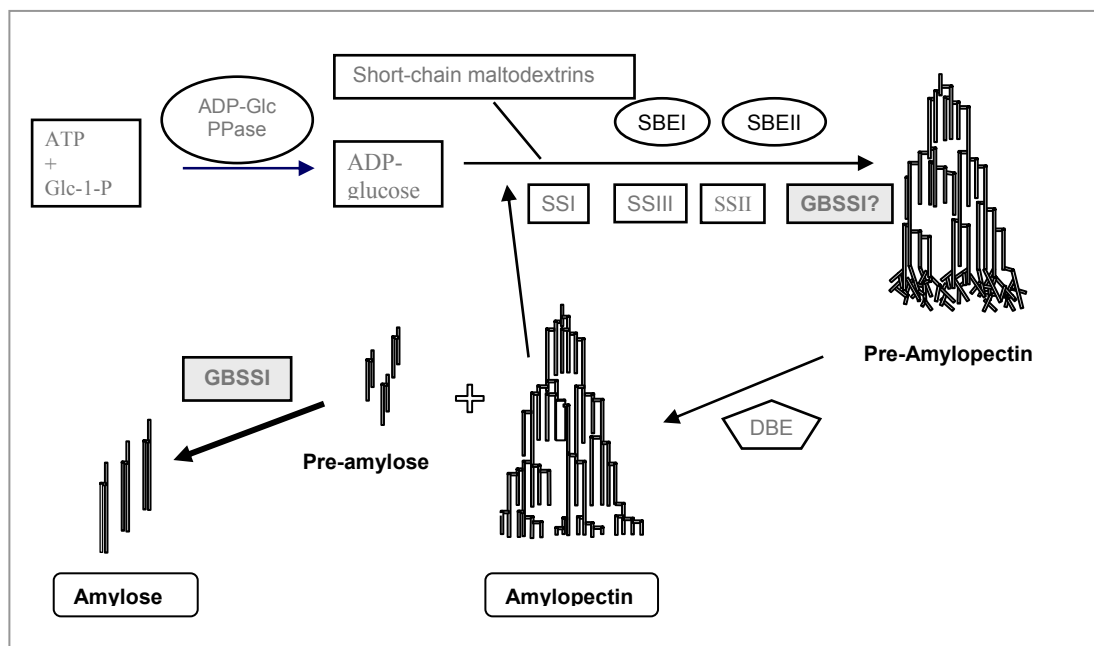 Short-chain maltodextrins
ADP-Glc
PPase
SBEI
SBEII
ATP
+
Glc-1-P
ADP-
glucose
SSI
SSIII
SSII
GBSSI?
Pre-Amylopectin
GBSSI
+
DBE
Pre-amylose
Amylose
Amylopectin